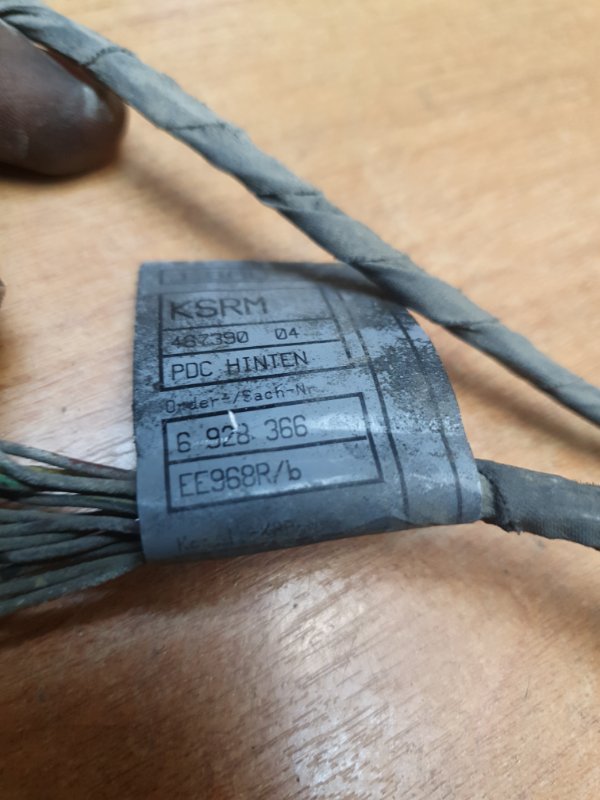 KSRM
467390 04
PDC HINTEN
Order-/Sach-Nr
6 928 366
EE968R/b